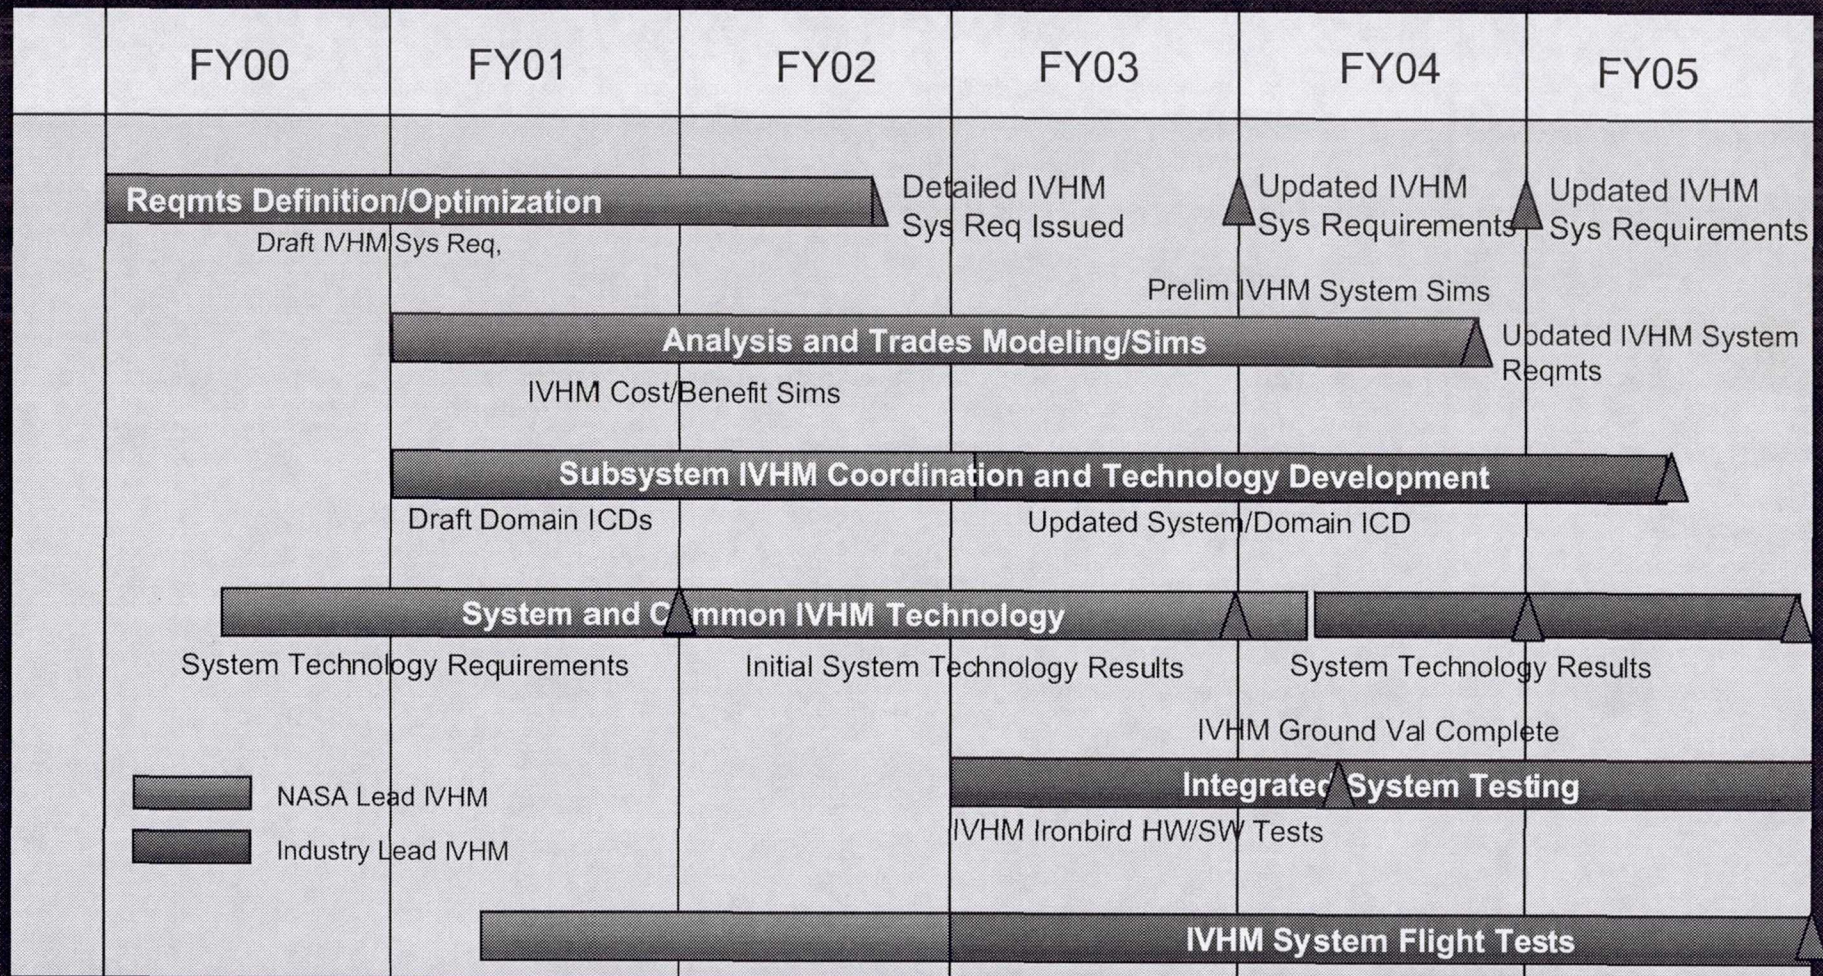 FY00 FY01 FY02 FY03 FY04 FY05
Reqmts Definition/Optimization
Draft IVHM Sys Req,
Detailed IVHM
Sys Req Issued
Updated IVHM
Sys Requirements
Updated IVHM
Sys Requirements
Prelim IVHM System Sims
Analysis and Trades Modeling/Sims
Updated IVHM System
Reqmts
IVHM Cost/Benefit Sims
Subsystem IVHM Coordination and Technology Development
Draft Domain ICDs
Updated System/Domain ICD
System and Common IVHM Technology
System Technology Requirements
Initial System Technology Results
System Technology Results
IVHM Ground Val Complete
Integrated System Testing
IVHM Ironbird HW/SW Tests
NASA Lead IVHM
Industry Lead IVHM
IVHM System Flight Tests